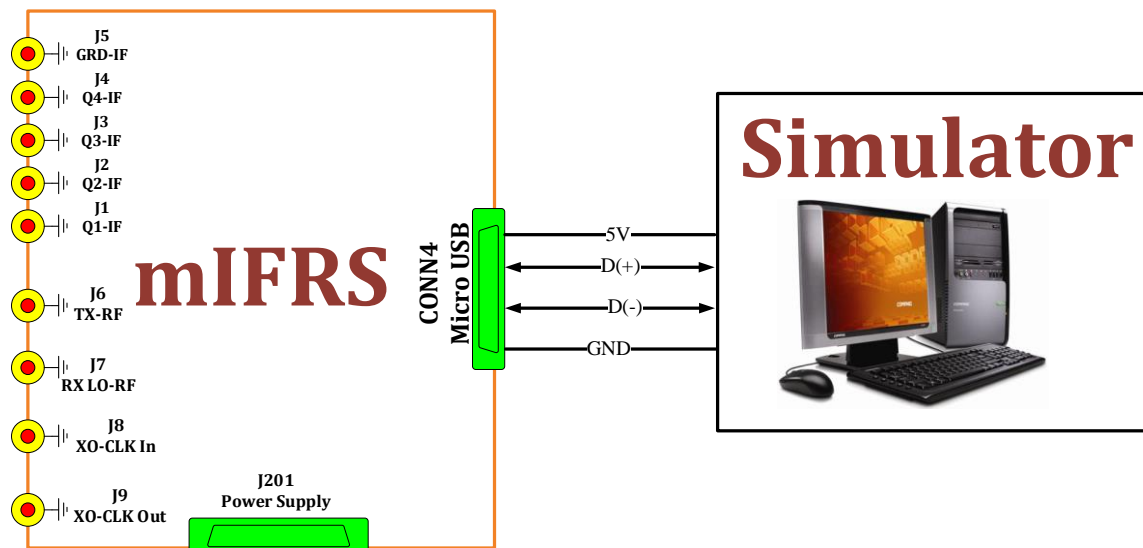 J5
GRD-IF
J4
Q4-IF
J3
Q3-IF
J2
Q2-IF
J1
Q1-IF
J6
TX-RF
J7
RX LO-RF
J8
XO-CLK In
J9
XO-CLK Out
mIFRS
J201
Power Supply
CONN4
Micro USB
5V
D(+)
D(-)
GND
Simulator